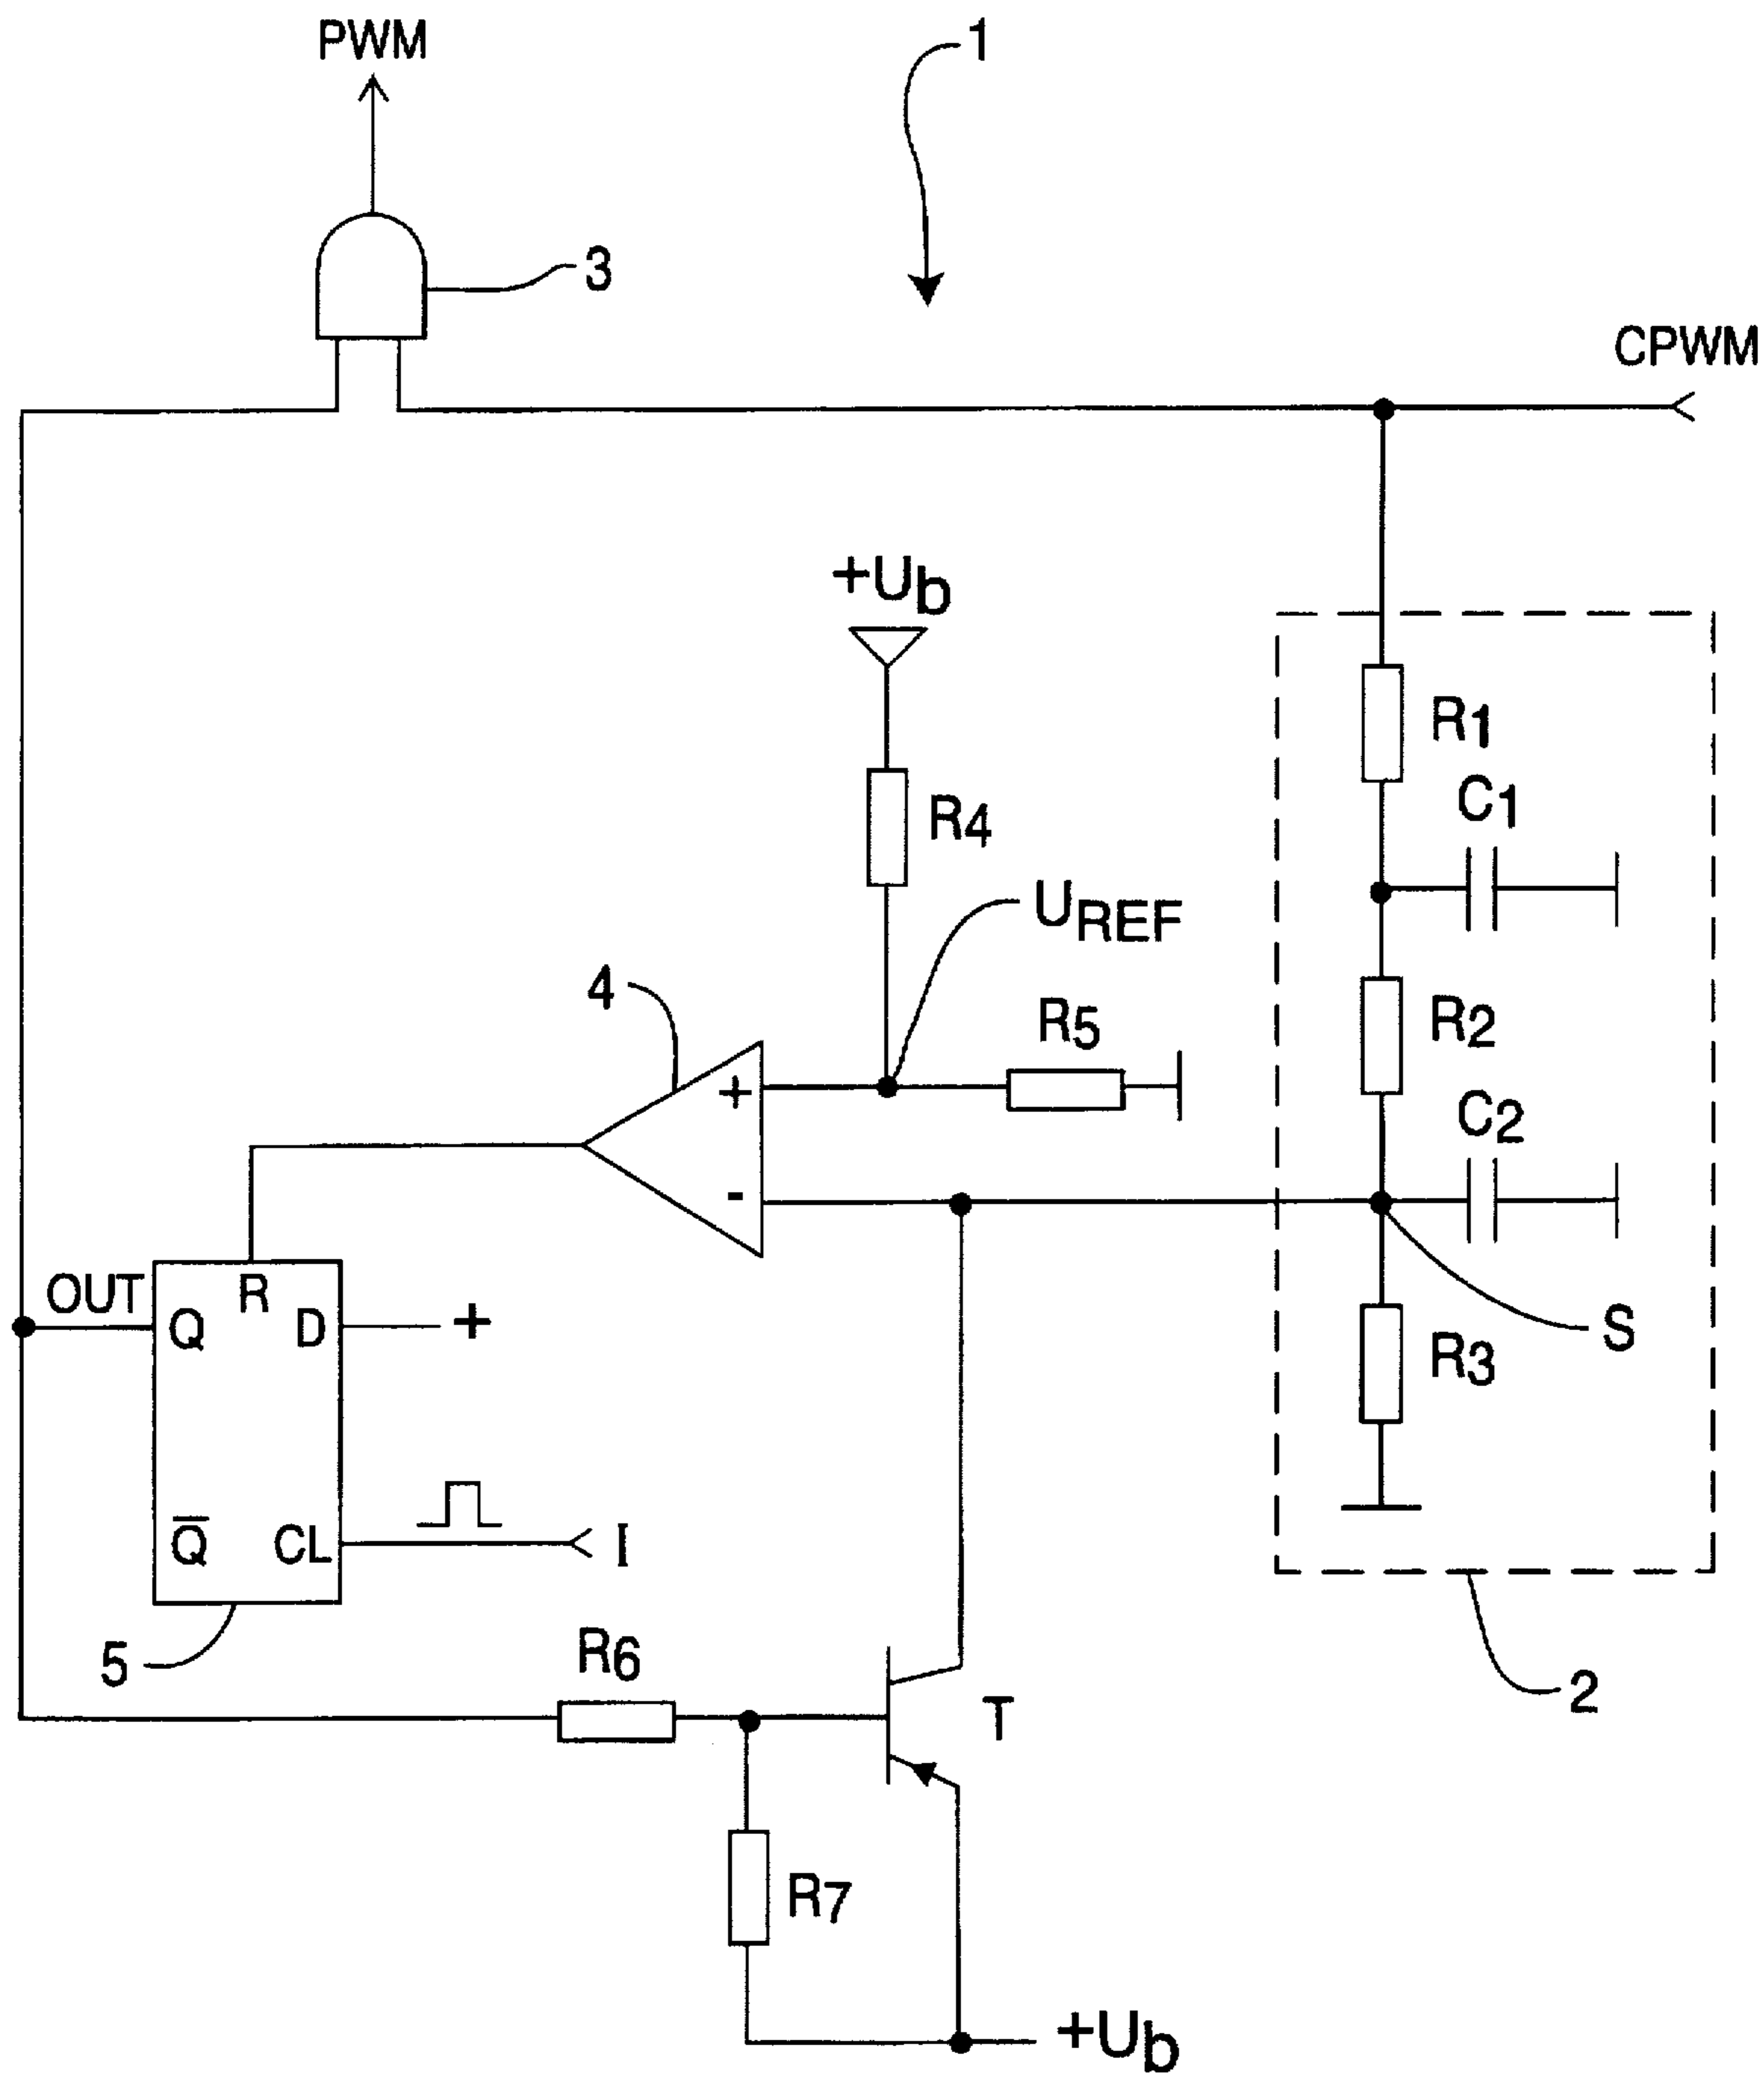 PWM
1
3
CPWM
+Ub
R1
C1
R4
UREF
4
R5
R2
C2
+
-
OUT
R
Q
D
+
S
R3
Q̅
CL
I
5
R6
T
2
R7
+Ub